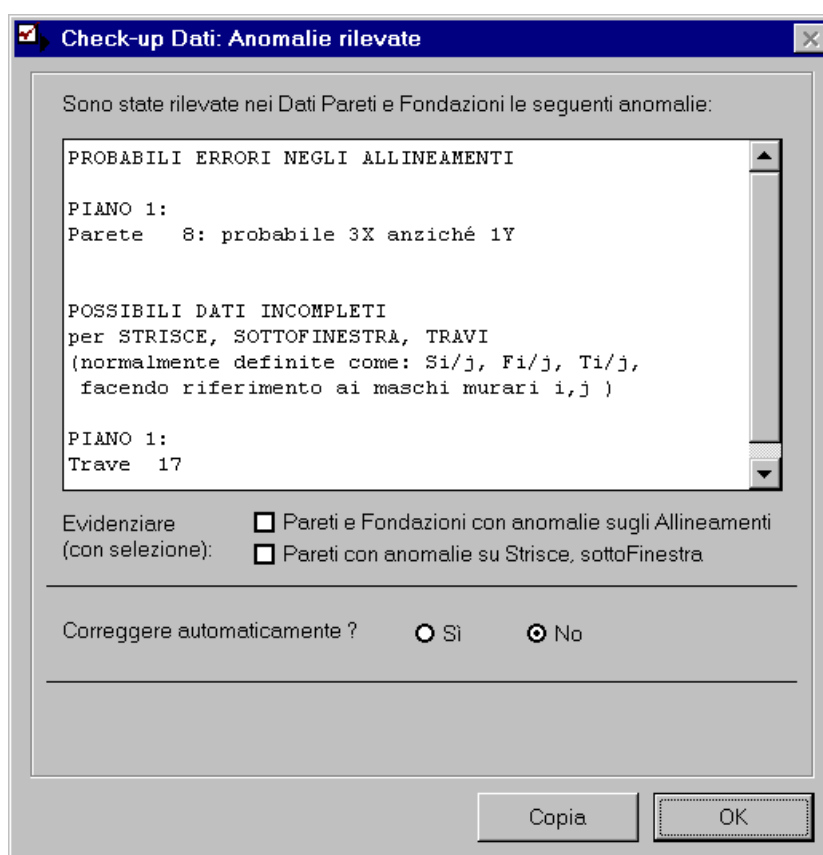 Check-up Dati: Anomalie rilevate
Sono state rilevate nei Dati Pareti e Fondazioni le seguenti anomalie:
PROBABILI ERRORI NEGLI ALLINEAMENTI
PIANO 1:
Parete   8: probabile 3X anziché 1Y
POSSIBILI DATI INCOMPLETI
per STRISCE, SOTTOFINESTRA, TRAVI
(normalmente definite come: Si/j, Fi/j, Ti/j,
facendo riferimento ai maschi murari i,j )
PIANO 1:
Trave  17
Evidenziare
(con selezione):
Pareti e Fondazioni con anomalie sugli Allineamenti
Pareti con anomalie su Strisce, sottoFinestra
Correggere automaticamente ? Sì No
Copia OK